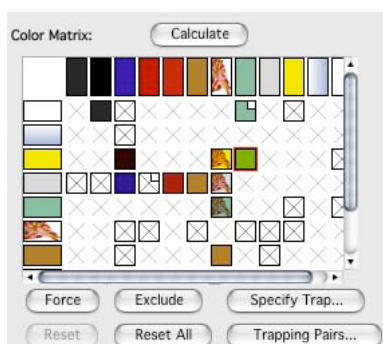 Color Matrix: Calculate
Force Exclude Specify Trap...
Reset Reset All Trapping Pairs...